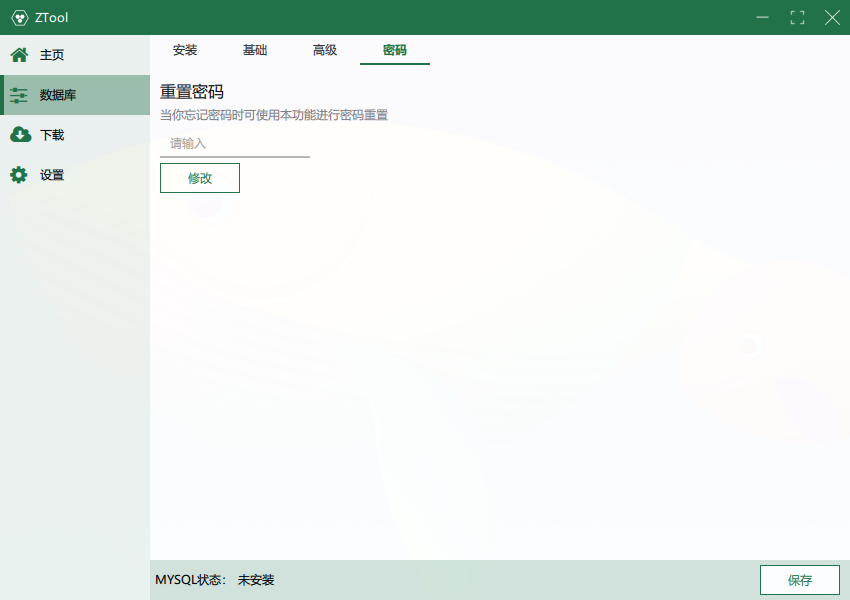 ZTool
主页
数据库
下载
设置
安装 基础 高级 密码
重置密码
当你忘记密码时可使用本功能进行密码重置
请输入
修改
MYSQL状态： 未安装
保存